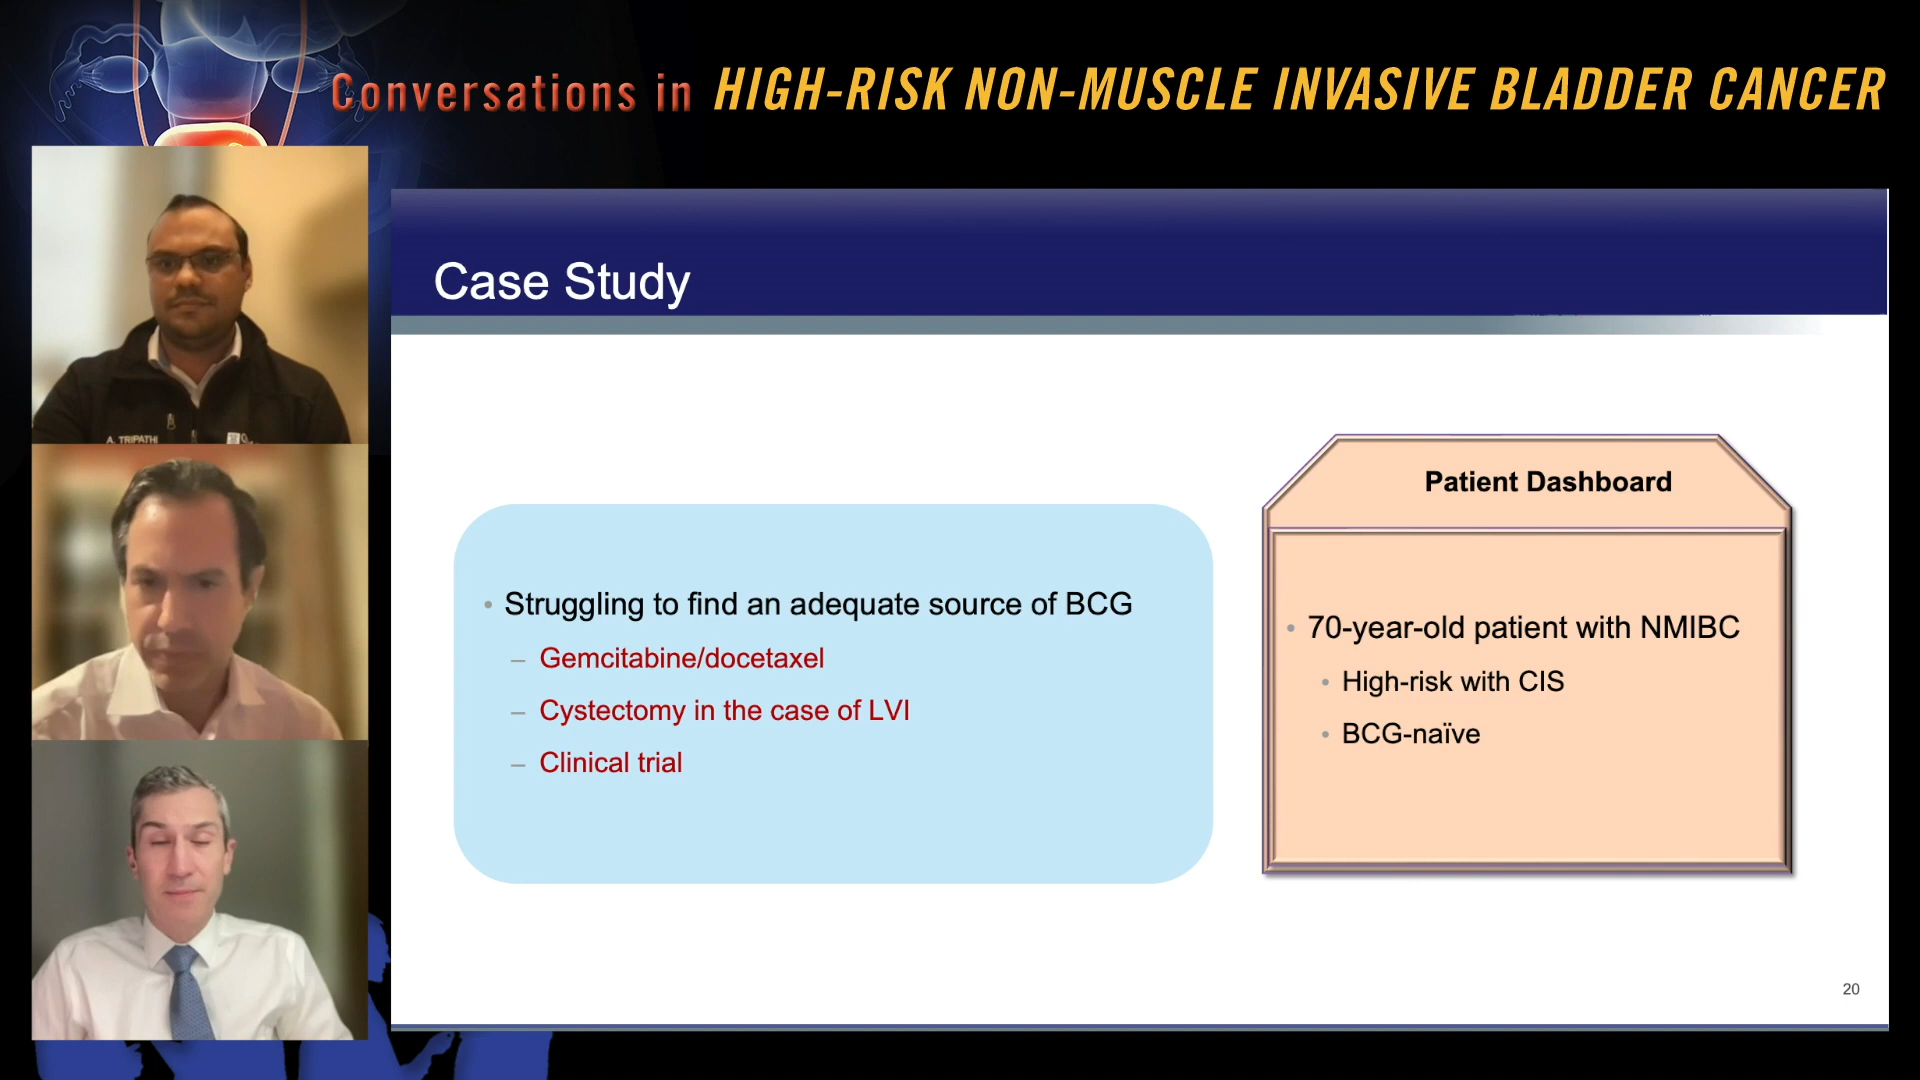 Conversations in HIGH-RISK NON-MUSCLE INVASIVE BLADDER CANCER
A. TRIPATHI
Case Study
• Struggling to find an adequate source of BCG
– Gemcitabine/docetaxel
– Cystectomy in the case of LVI
– Clinical trial
Patient Dashboard
• 70-year-old patient with NMIBC
• High-risk with CIS
• BCG-naïve
20